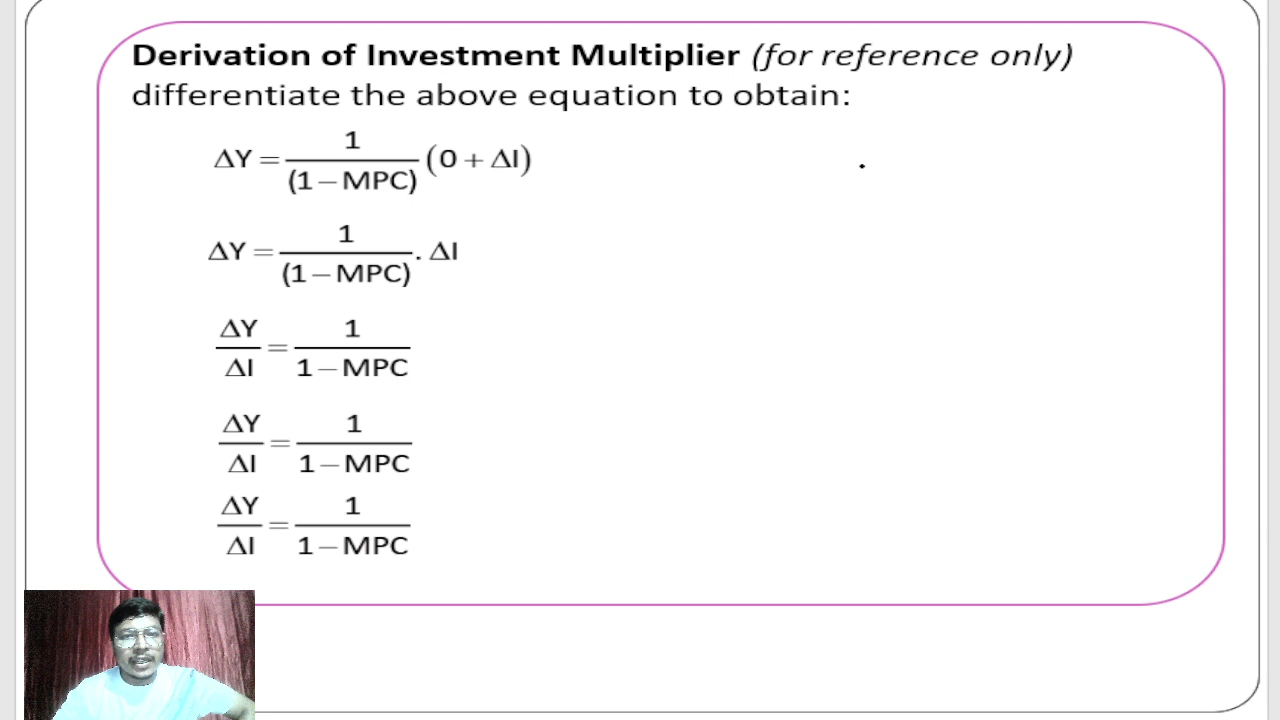 Derivation of Investment Multiplier (for reference only)
differentiate the above equation to obtain:
ΔY = 1/(1 – MPC) (0 + ΔI)
ΔY = 1/(1 – MPC) . ΔI
ΔY/ΔI = 1/1 – MPC
ΔY/ΔI = 1/1 – MPC
ΔY/ΔI = 1/1 – MPC